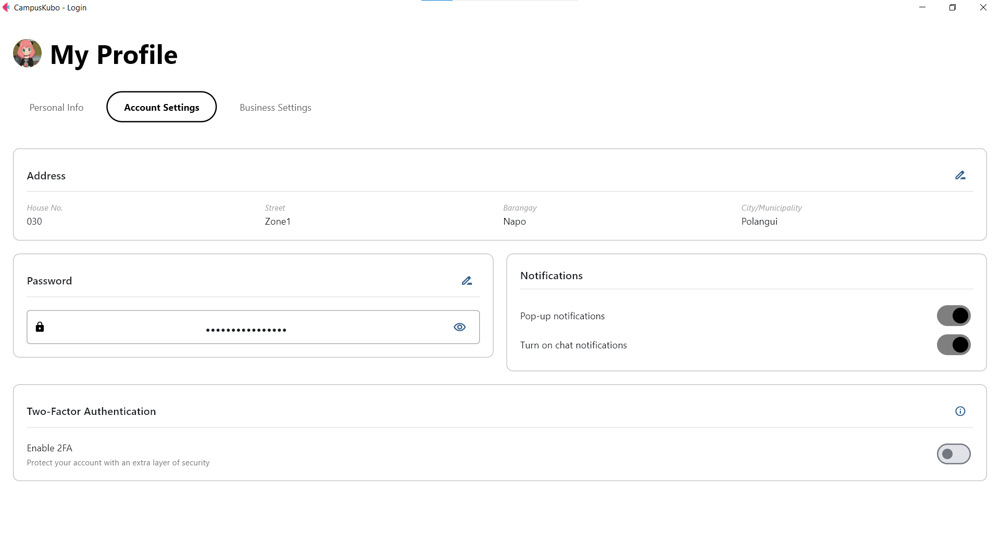 CampusKubo - Login
My Profile
Personal Info
Account Settings
Business Settings
Address
House No.
Street
Barangay
City/Municipality
030
Zone1
Napo
Polangui
Password
••••••••••••••••
Notifications
Pop-up notifications
Turn on chat notifications
Two-Factor Authentication
Enable 2FA
Protect your account with an extra layer of security